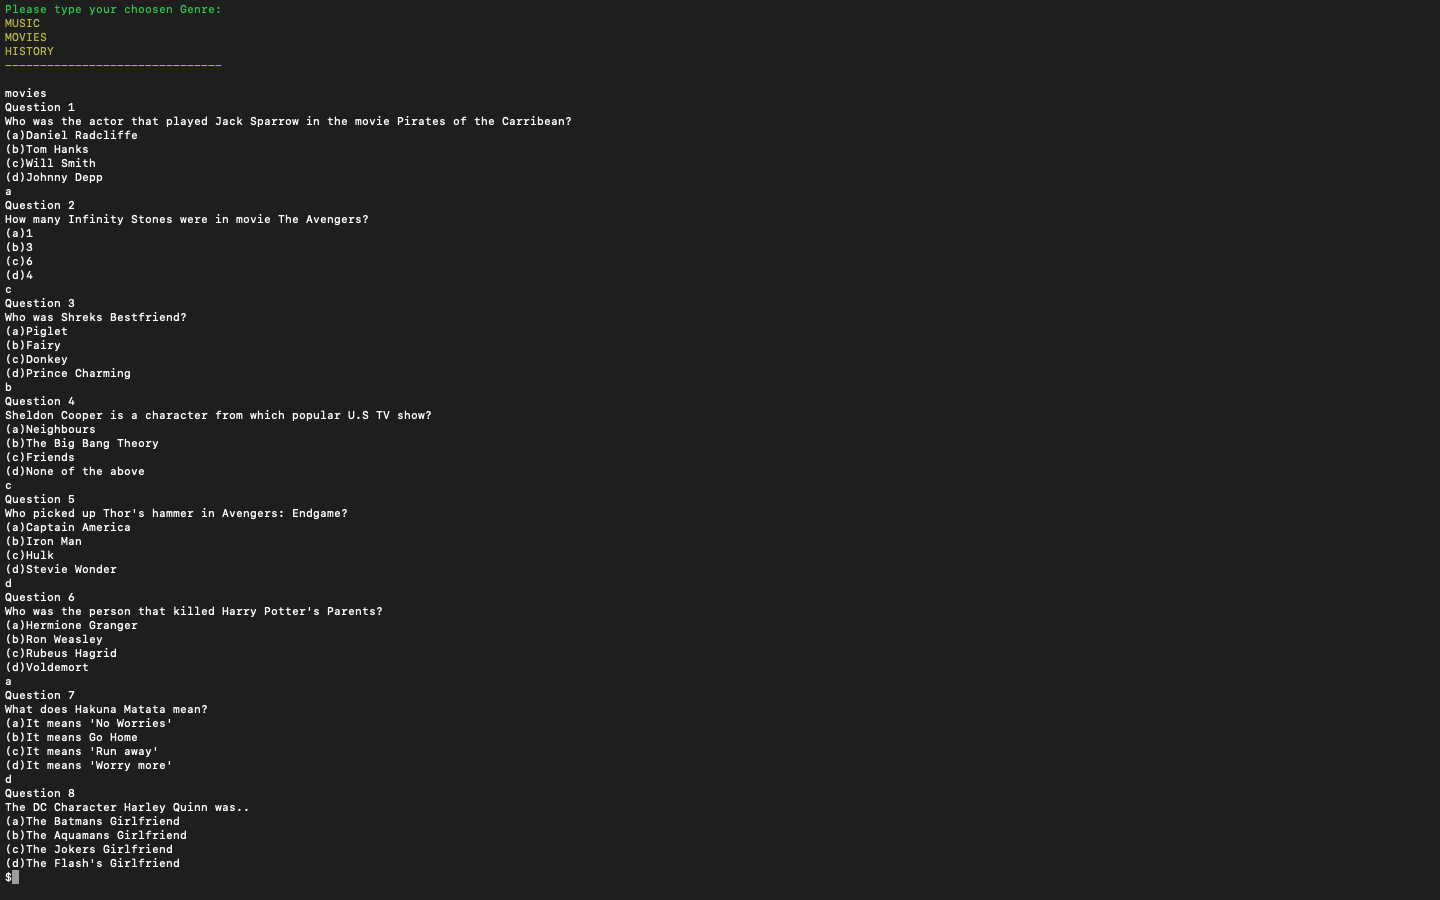 Please type your choosen Genre:
MUSIC
MOVIES
HISTORY
_______________________________
movies
Question 1
Who was the actor that played Jack Sparrow in the movie Pirates of the Carribean?
(a)Daniel Radcliffe
(b)Tom Hanks
(c)Will Smith
(d)Johnny Depp
a
Question 2
How many Infinity Stones were in movie The Avengers?
(a)1
(b)3
(c)6
(d)4
c
Question 3
Who was Shreks Bestfriend?
(a)Piglet
(b)Fairy
(c)Donkey
(d)Prince Charming
b
Question 4
Sheldon Cooper is a character from which popular U.S TV show?
(a)Neighbours
(b)The Big Bang Theory
(c)Friends
(d)None of the above
c
Question 5
Who picked up Thor's hammer in Avengers: Endgame?
(a)Captain America
(b)Iron Man
(c)Hulk
(d)Stevie Wonder
d
Question 6
Who was the person that killed Harry Potter's Parents?
(a)Hermione Granger
(b)Ron Weasley
(c)Rubeus Hagrid
(d)Voldemort
a
Question 7
What does Hakuna Matata mean?
(a)It means 'No Worries'
(b)It means Go Home
(c)It means 'Run away'
(d)It means 'Worry more'
d
Question 8
The DC Character Harley Quinn was..
(a)The Batmans Girlfriend
(b)The Aquamans Girlfriend
(c)The Jokers Girlfriend
(d)The Flash's Girlfriend
$